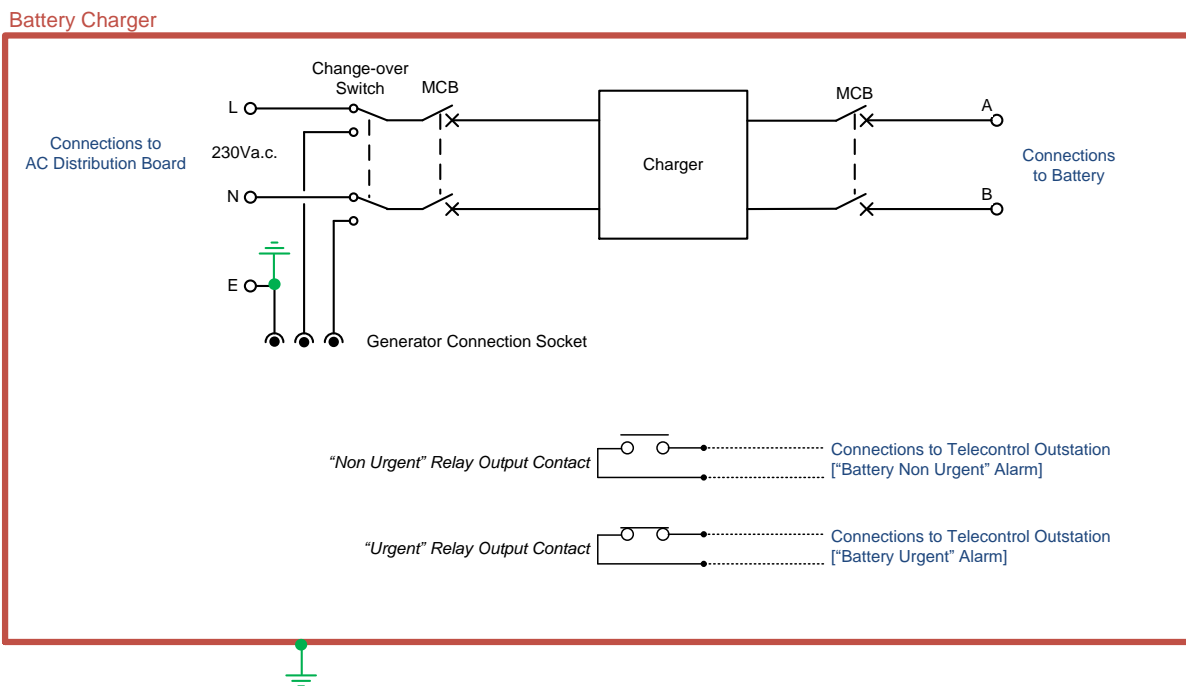 Battery Charger
Change-over
Switch
MCB
MCB
L
A
Connections to
AC Distribution Board
230Va.c.
Charger
Connections
to Battery
N
B
E
Generator Connection Socket
“Non Urgent” Relay Output Contact
Connections to Telecontrol Outstation
[“Battery Non Urgent” Alarm]
“Urgent” Relay Output Contact
Connections to Telecontrol Outstation
[“Battery Urgent” Alarm]